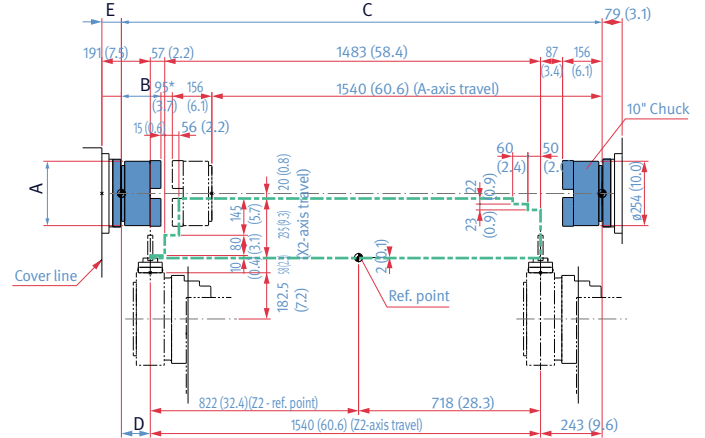 E
C
79 (3.1)
191 (7.5)
57 (2.2)
1483 (58.4)
87
(3.4)
156
(6.1)
B
95*
(3.7)
156
(6.1)
1540 (60.6) (A-axis travel)
10" Chuck
15 (0.6)
56 (2.2)
60
(2.4)
50
A
20 (0.8)
22
(0.9)
23
(0.9)
ø254 (10.0)
145
(5.7)
235 (9.3)
(X2-axis travel)
80
(3.1)
10
(0.4)
2 (0.1)
Cover line
182.5
(7.2)
Ref. point
822 (32.4)(Z2 - ref. point)
718 (28.3)
D
1540 (60.6) (Z2-axis travel)
243 (9.6)